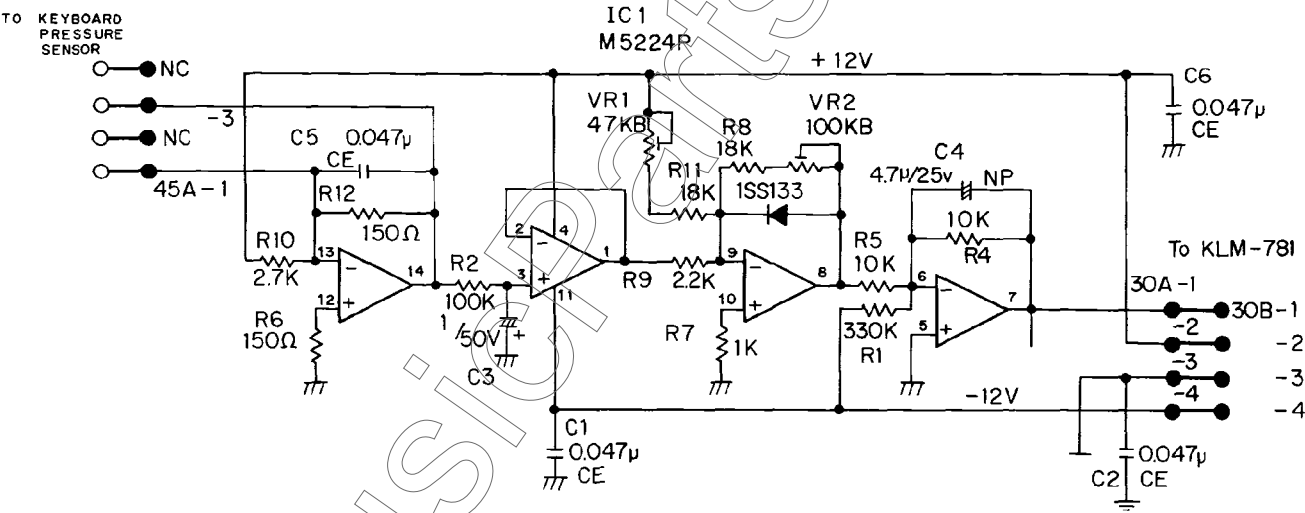 TO KEYBOARD
PRESSURE
SENSOR
NC
-3
NC
45A-1
C5 0.047μ
CE
R12
150Ω
R10
2.7K
13
12
14
R6
150Ω
R2
100K
1/50V
+
C3
IC1
M5224P
2
4
3
11
1
R9
2.2K
VR1
47KB
R11
18K
R8
18K
VR2
100KB
1SS133
9
10
8
R7
1K
+12V
C4
4.7μ/25v NP
10K
R4
R5
10K
330K
R1
6
5
7
-12V
C1
0.047μ
CE
C6
0.047μ
CE
To KLM-781
30A-1
30B-1
-2
-2
-3
-3
-4
-4
C2
0.047μ
CE
usicParts